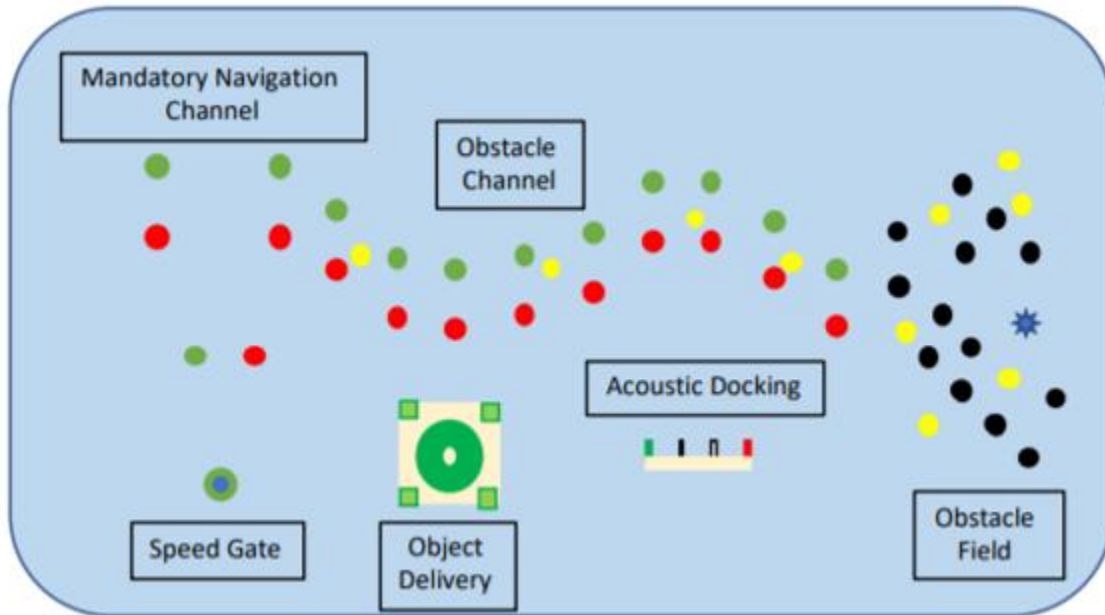 Mandatory Navigation
Channel
Obstacle
Channel
Acoustic Docking
Speed Gate
Object
Delivery
Obstacle
Field